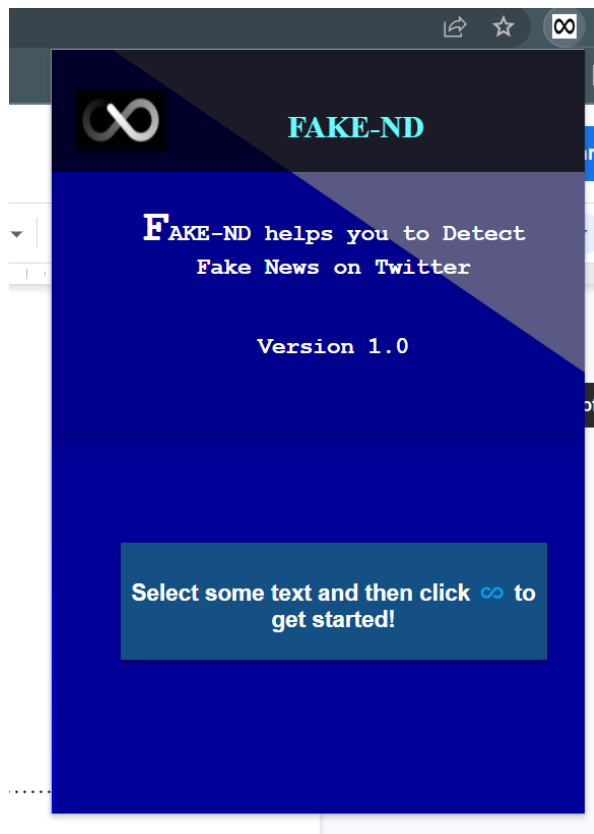 FAKE-ND
FAKE-ND helps you to Detect
Fake News on Twitter
Version 1.0
Select some text and then click ∞ to
get started!